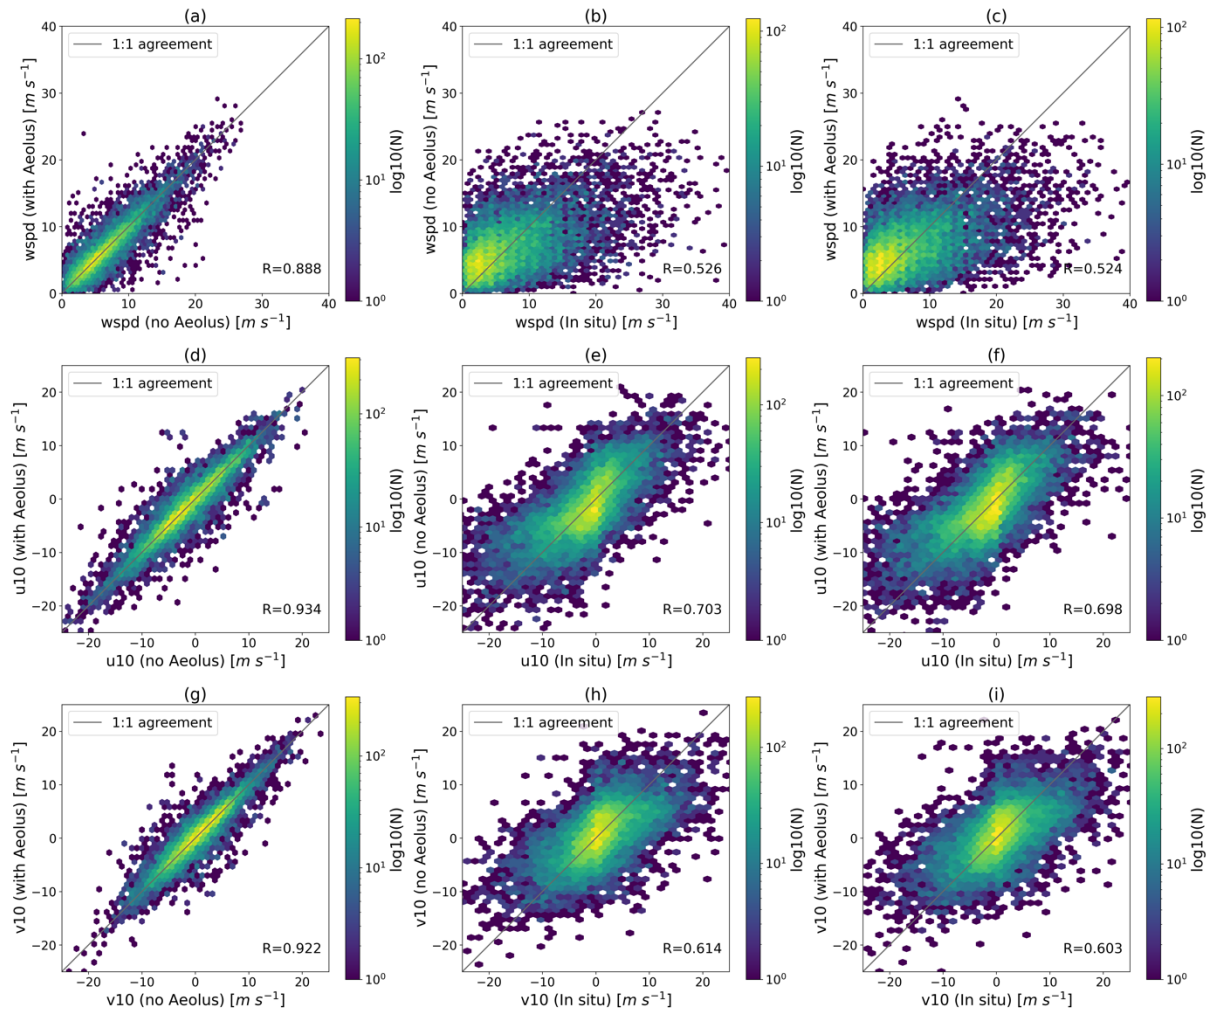 (a)
1:1 agreement
wspd (with Aeolus) [m s⁻¹]
40
30
20
10
0
R=0.888
0 10 20 30 40
wspd (no Aeolus) [m s⁻¹]
10²
10¹
10⁰
log10(N)
(b)
1:1 agreement
wspd (no Aeolus) [m s⁻¹]
40
30
20
10
0
R=0.526
0 10 20 30 40
wspd (In situ) [m s⁻¹]
10²
10¹
10⁰
log10(N)
(c)
1:1 agreement
wspd (with Aeolus) [m s⁻¹]
40
30
20
10
0
R=0.524
0 10 20 30 40
wspd (In situ) [m s⁻¹]
10²
10¹
10⁰
log10(N)
(d)
1:1 agreement
u10 (with Aeolus) [m s⁻¹]
20
10
0
−10
−20
R=0.934
−20 −10 0 10 20
u10 (no Aeolus) [m s⁻¹]
10²
10¹
10⁰
log10(N)
(e)
1:1 agreement
u10 (no Aeolus) [m s⁻¹]
20
10
0
−10
−20
R=0.703
−20 −10 0 10 20
u10 (In situ) [m s⁻¹]
10²
10¹
10⁰
log10(N)
(f)
1:1 agreement
u10 (with Aeolus) [m s⁻¹]
20
10
0
−10
−20
R=0.698
−20 −10 0 10 20
u10 (In situ) [m s⁻¹]
10²
10¹
10⁰
log10(N)
(g)
1:1 agreement
v10 (with Aeolus) [m s⁻¹]
20
10
0
−10
−20
R=0.922
−20 −10 0 10 20
v10 (no Aeolus) [m s⁻¹]
10²
10¹
10⁰
log10(N)
(h)
1:1 agreement
v10 (no Aeolus) [m s⁻¹]
20
10
0
−10
−20
R=0.614
−20 −10 0 10 20
v10 (In situ) [m s⁻¹]
10²
10¹
10⁰
log10(N)
(i)
1:1 agreement
v10 (with Aeolus) [m s⁻¹]
20
10
0
−10
−20
R=0.603
−20 −10 0 10 20
v10 (In situ) [m s⁻¹]
10²
10¹
10⁰
log10(N)